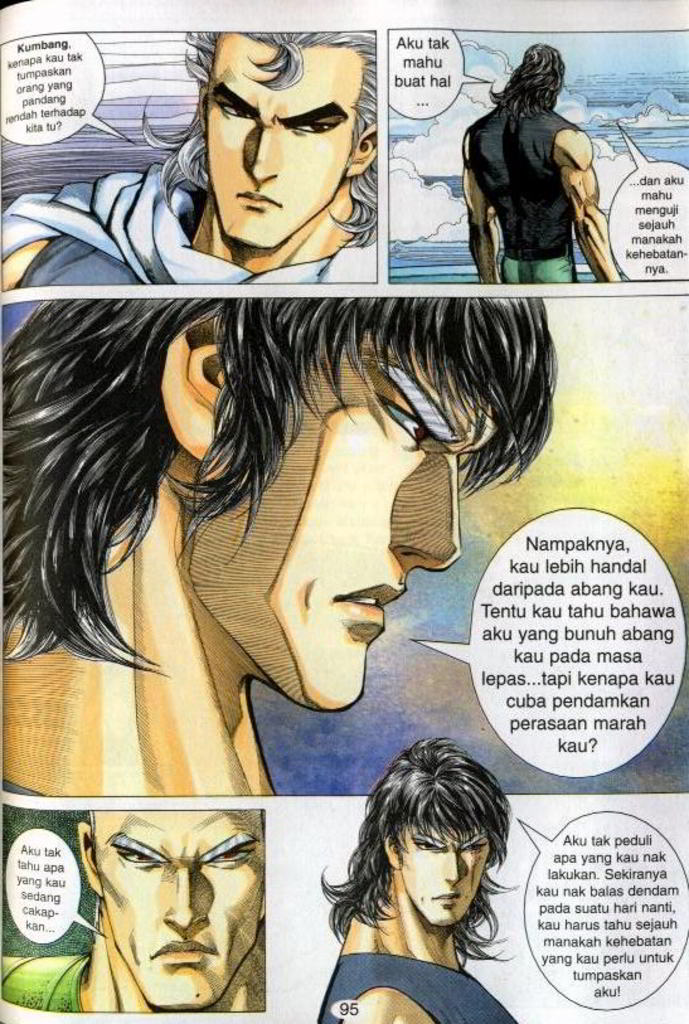 Kumbang,
kenapa kau tak
tumpaskan
orang yang
pandang
rendah terhadap
kita tu?
Aku tak
mahu
buat hal
...
...dan aku
mahu
menguji
sejauh
manakah
kehebatan-
nya.
Nampaknya,
kau lebih handal
daripada abang kau.
Tentu kau tahu bahawa
aku yang bunuh abang
kau pada masa
lepas...tapi kenapa kau
cuba pendamkan
perasaan marah
kau?
Aku tak
tahu apa
yang kau
sedang
cakap-
kan...
Aku tak peduli
apa yang kau nak
lakukan. Sekiranya
kau nak balas dendam
pada suatu hari nanti,
kau harus tahu sejauh
manakah kehebatan
yang kau perlu untuk
tumpaskan
aku!
95